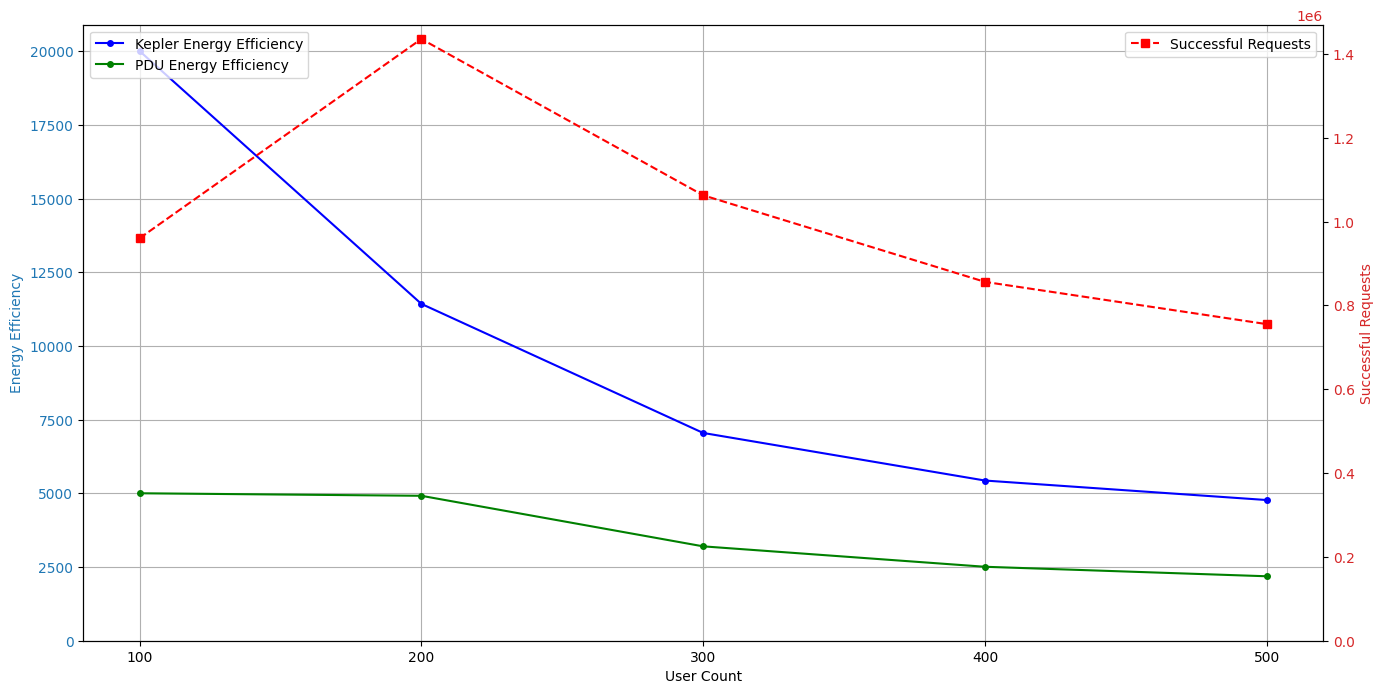 1e6
Kepler Energy Efficiency
PDU Energy Efficiency
Successful Requests
20000
17500
15000
12500
10000
7500
5000
2500
0
Energy Efficiency
1.4
1.2
1.0
0.8
0.6
0.4
0.2
0.0
Successful Requests
100 200 300 400 500
User Count